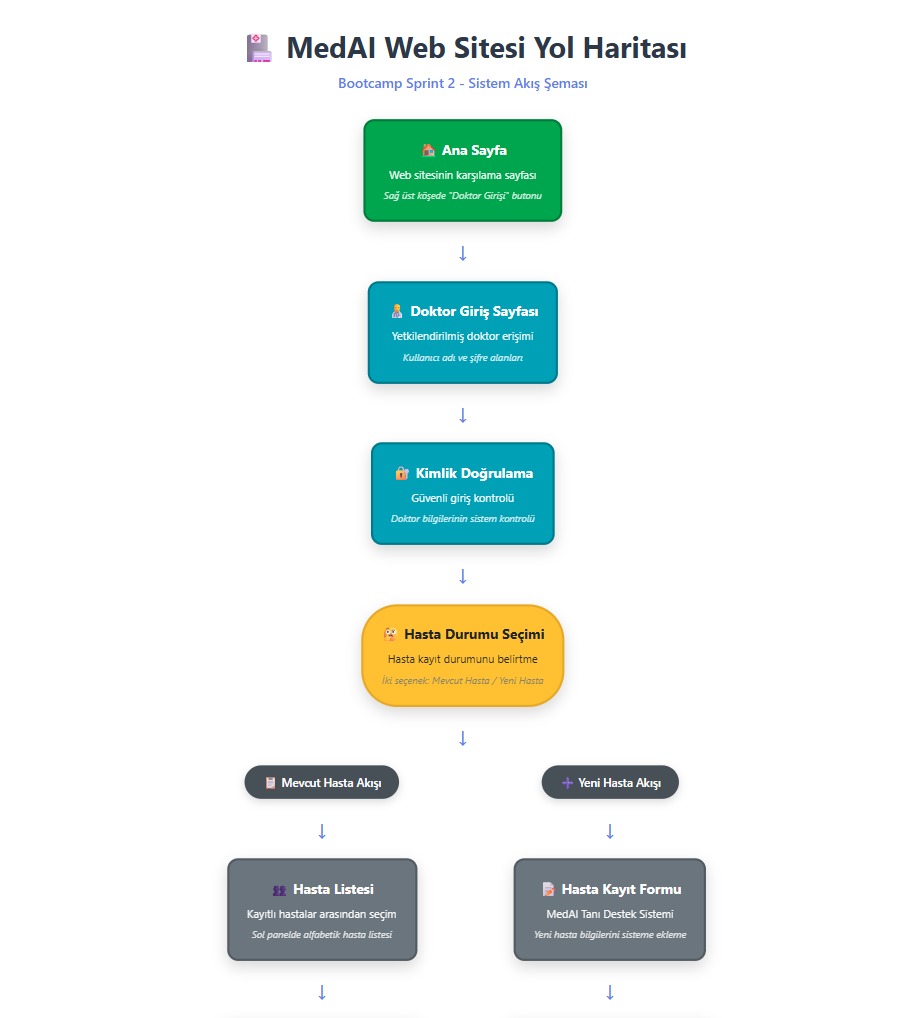 MedAI Web Sitesi Yol Haritası
Bootcamp Sprint 2 - Sistem Akış Şeması
Ana Sayfa
Web sitesinin karşılama sayfası
Sağ üst köşede "Doktor Girişi" butonu
↓
Doktor Giriş Sayfası
Yetkilendirilmiş doktor erişimi
Kullanıcı adı ve şifre alanları
↓
Kimlik Doğrulama
Güvenli giriş kontrolü
Doktor bilgilerinin sistem kontrolü
↓
Hasta Durumu Seçimi
Hasta kayıt durumunu belirtme
İki seçenek: Mevcut Hasta / Yeni Hasta
↓
Mevcut Hasta Akışı
↓
Hasta Listesi
Kayıtlı hastalar arasından seçim
Sol panelde alfabetik hasta listesi
↓
Yeni Hasta Akışı
↓
Hasta Kayıt Formu
MedAI Tanı Destek Sistemi
Yeni hasta bilgilerini sisteme ekleme
↓